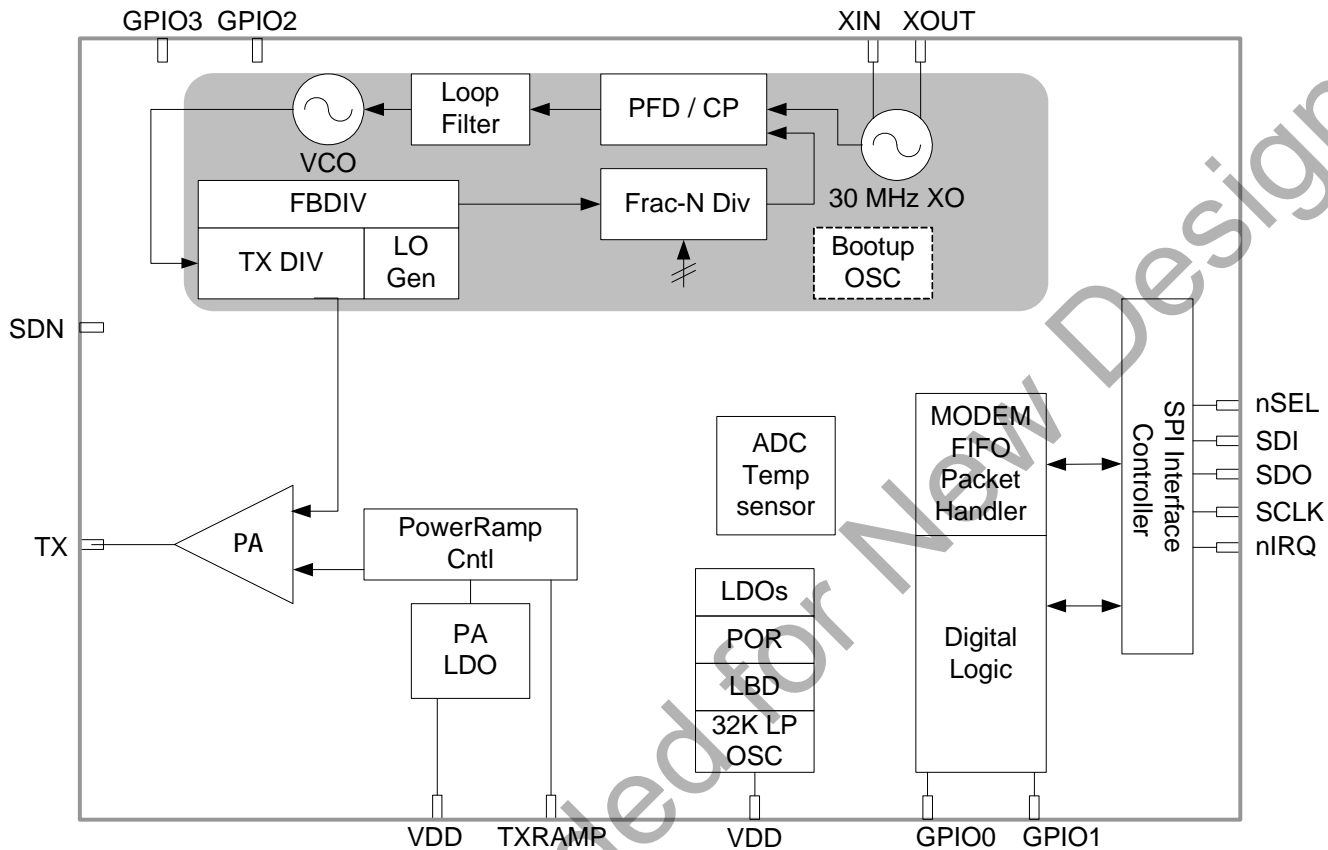 GPIO3 GPIO2
XIN XOUT
Loop
Filter
PFD / CP
VCO
30 MHz XO
FBDIV
Frac-N Div
TX DIV
LO
Gen
Bootup
OSC
SDN
nSEL
SDI
SDO
SCLK
nIRQ
SPI Interface
Controller
MODEM
FIFO
Packet
Handler
ADC
Temp
sensor
TX
PA
PowerRamp
Cntl
PA
LDO
LDOs
POR
LBD
32K LP
OSC
Digital
Logic
VDD
TXRAMP
VDD
GPIO0
GPIO1
for New Design